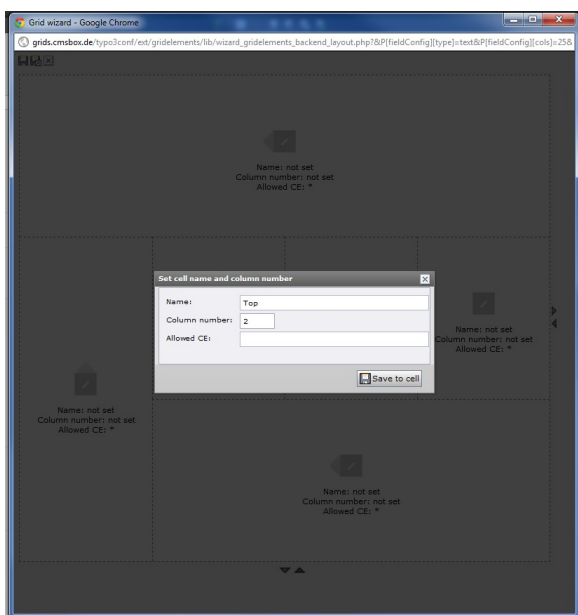 Grid wizard - Google Chrome
grids.cmsbox.de/typo3conf/ext/gridelements/lib/wizard_gridelements_backend_layout.php?&P[fieldConfig][type]=text&P[fieldConfig][cols]=25&
Name: not set
Column number: not set
Allowed CE: *
Set cell name and column number
Name: Top
Column number: 2
Allowed CE:
Save to cell
Name: not set
Column number: not set
Allowed CE: *
Name: not set
Column number: not set
Allowed CE: *
Name: not set
Column number: not set
Allowed CE: *